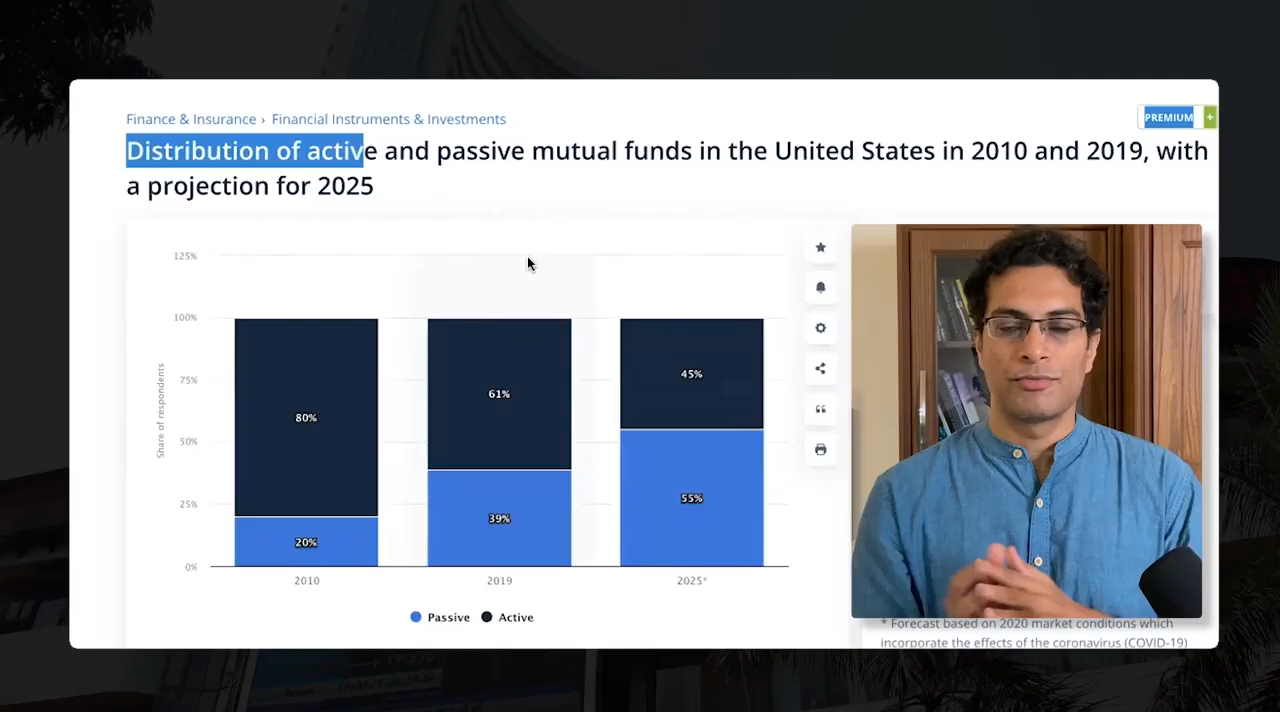 Finance & Insurance › Financial Instruments & Investments
PREMIUM +
Distribution of active and passive mutual funds in the United States in 2010 and 2019, with
a projection for 2025
125%
100%
75%
50%
25%
0%
Share of respondents
80%
20%
61%
39%
45%
55%
2010
2019
2025*
Passive
Active
* Forecast based on 2020 market conditions which
incorporate the effects of the coronavirus (COVID-19)